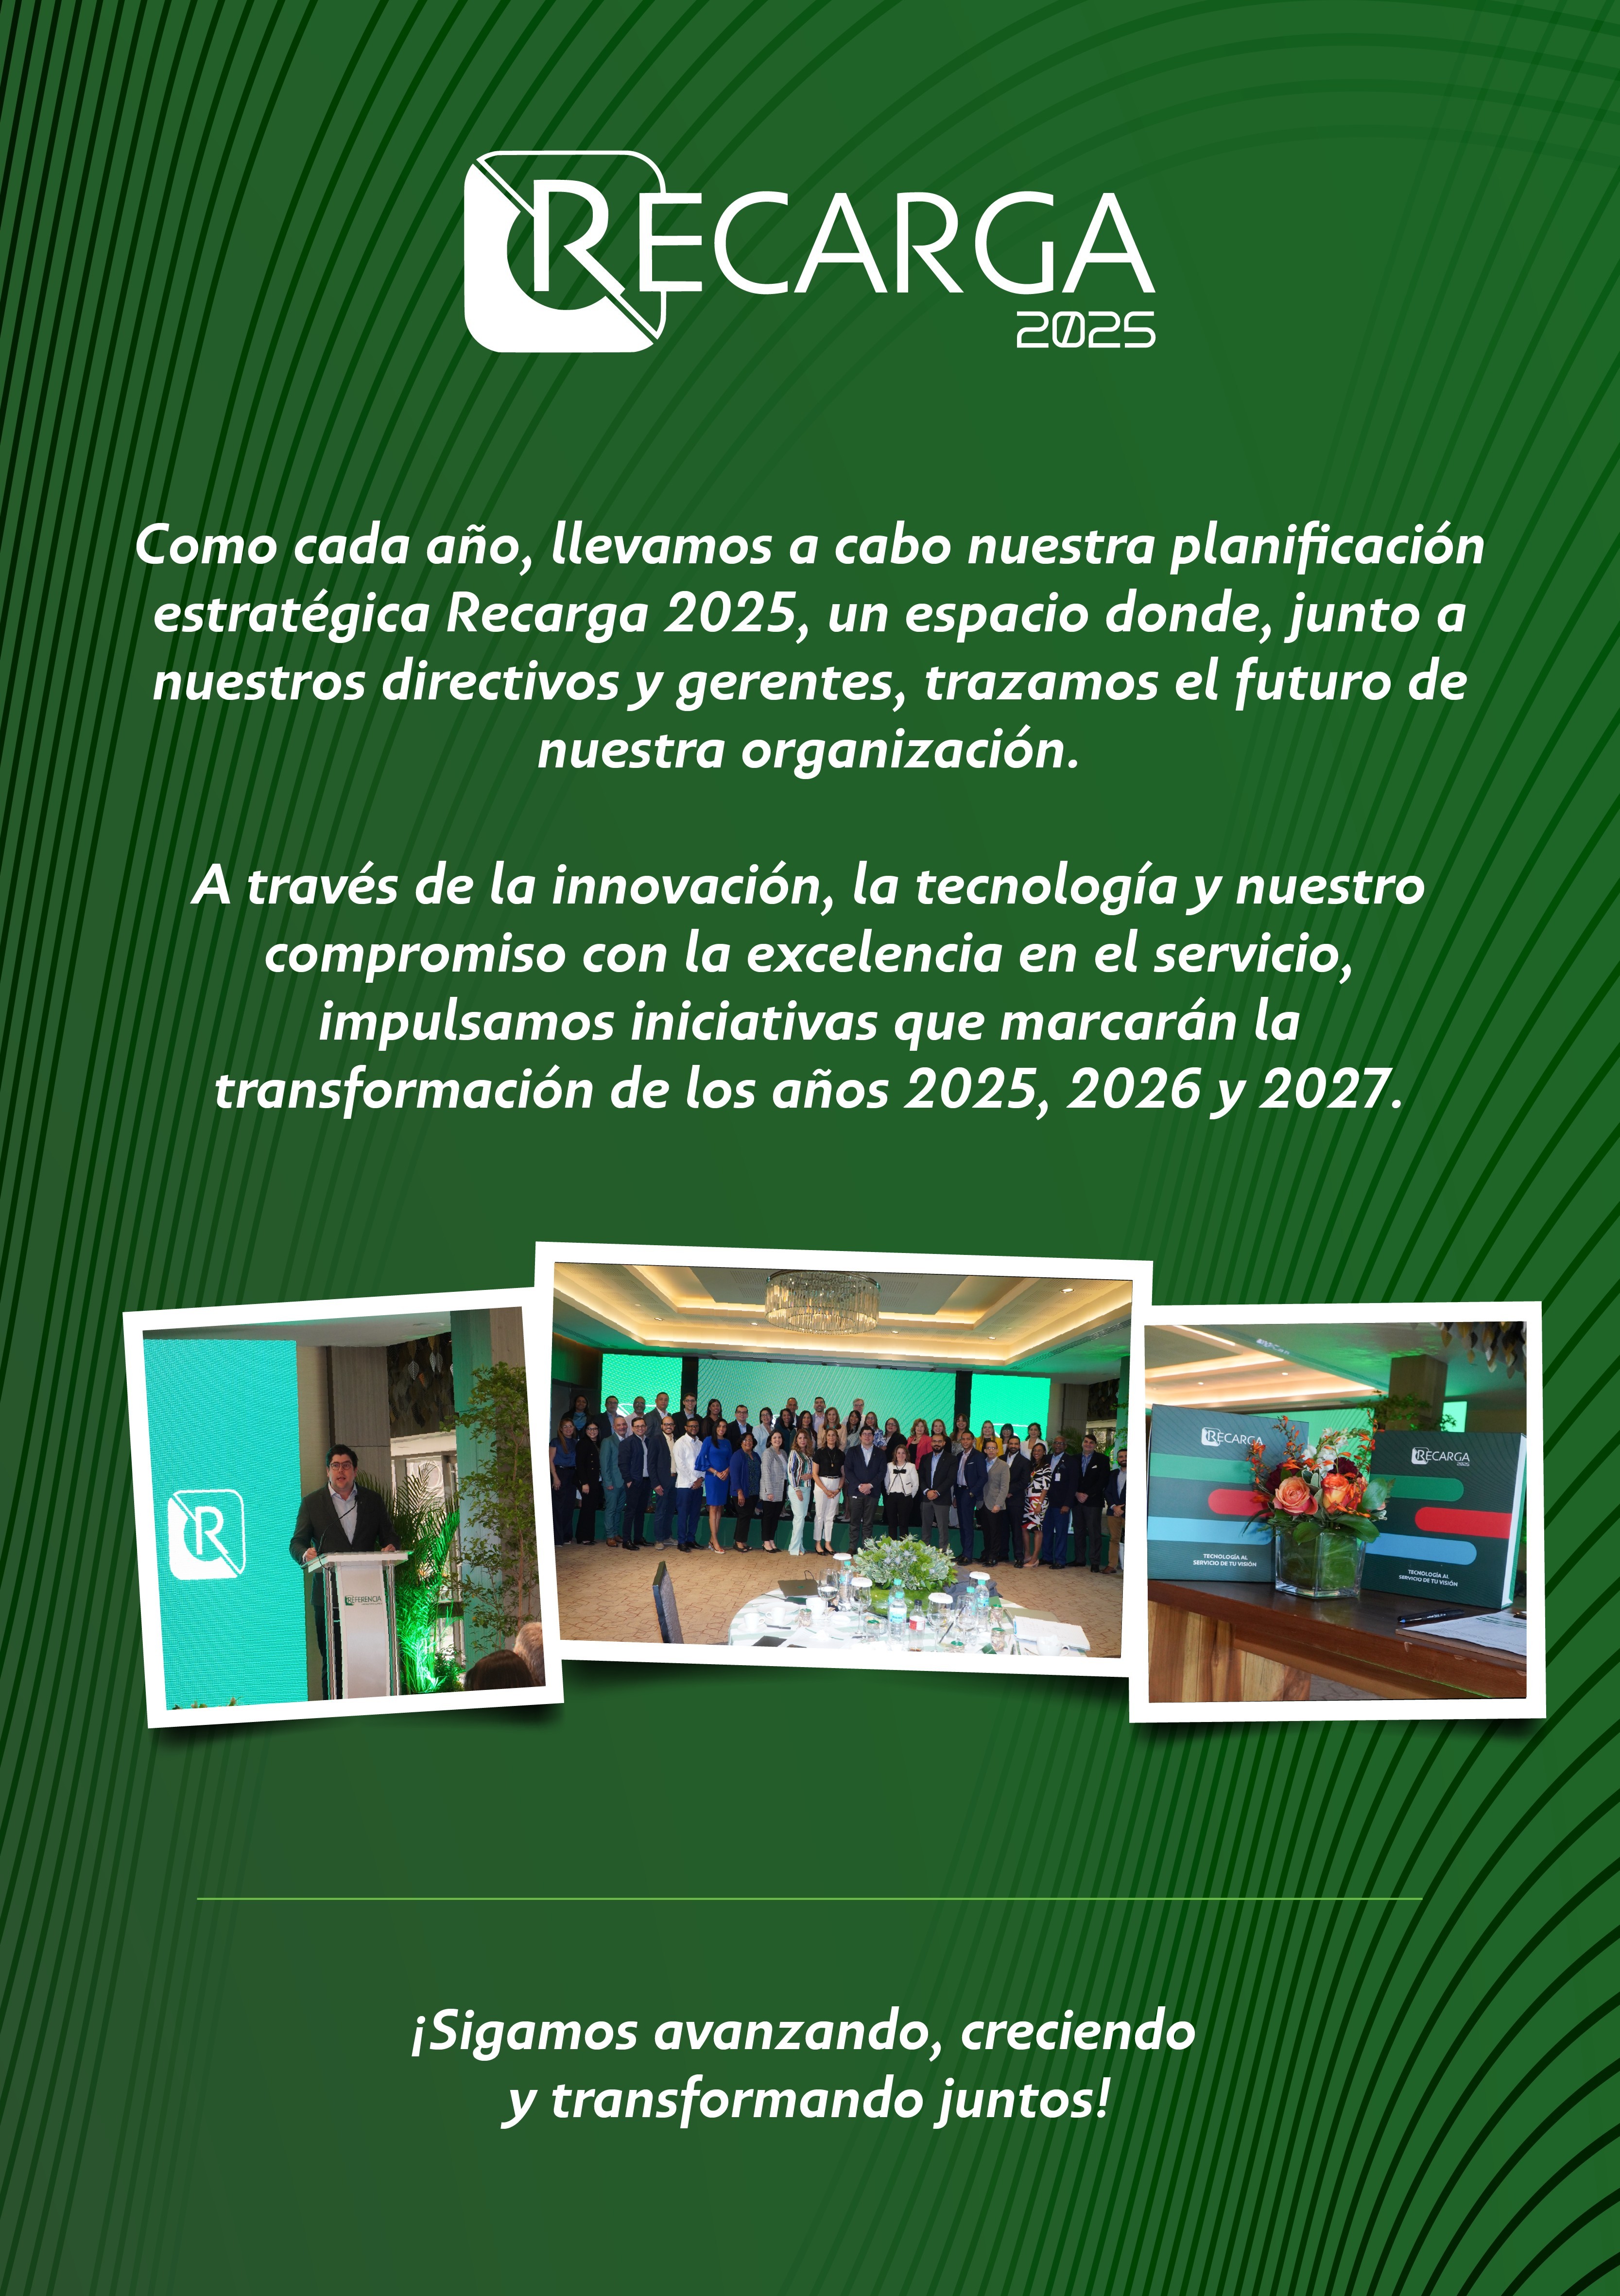 RECARGA
2025
Como cada año, llevamos a cabo nuestra planificación
estratégica Recarga 2025, un espacio donde, junto a
nuestros directivos y gerentes, trazamos el futuro de
nuestra organización.
A través de la innovación, la tecnología y nuestro
compromiso con la excelencia en el servicio,
impulsamos iniciativas que marcarán la
transformación de los años 2025, 2026 y 2027.
R
REFERENCIA
RECARGA
TECNOLOGÍA AL
SERVICIO DE TU VISIÓN
RECARGA
2025
TECNOLOGÍA AL
SERVICIO DE TU VISIÓN
¡Sigamos avanzando, creciendo
y transformando juntos!